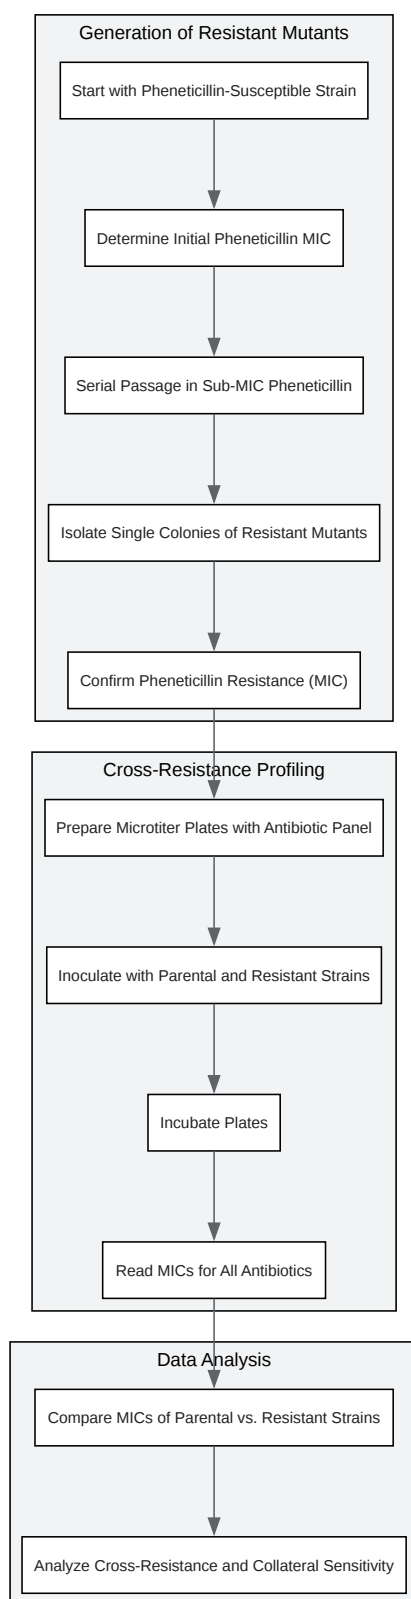 Generation of Resistant Mutants
Start with Pheneticillin-Susceptible Strain
Determine Initial Pheneticillin MIC
Serial Passage in Sub-MIC Pheneticillin
Isolate Single Colonies of Resistant Mutants
Confirm Pheneticillin Resistance (MIC)
Cross-Resistance Profiling
Prepare Microtiter Plates with Antibiotic Panel
Inoculate with Parental and Resistant Strains
Incubate Plates
Read MICs for All Antibiotics
Data Analysis
Compare MICs of Parental vs. Resistant Strains
Analyze Cross-Resistance and Collateral Sensitivity